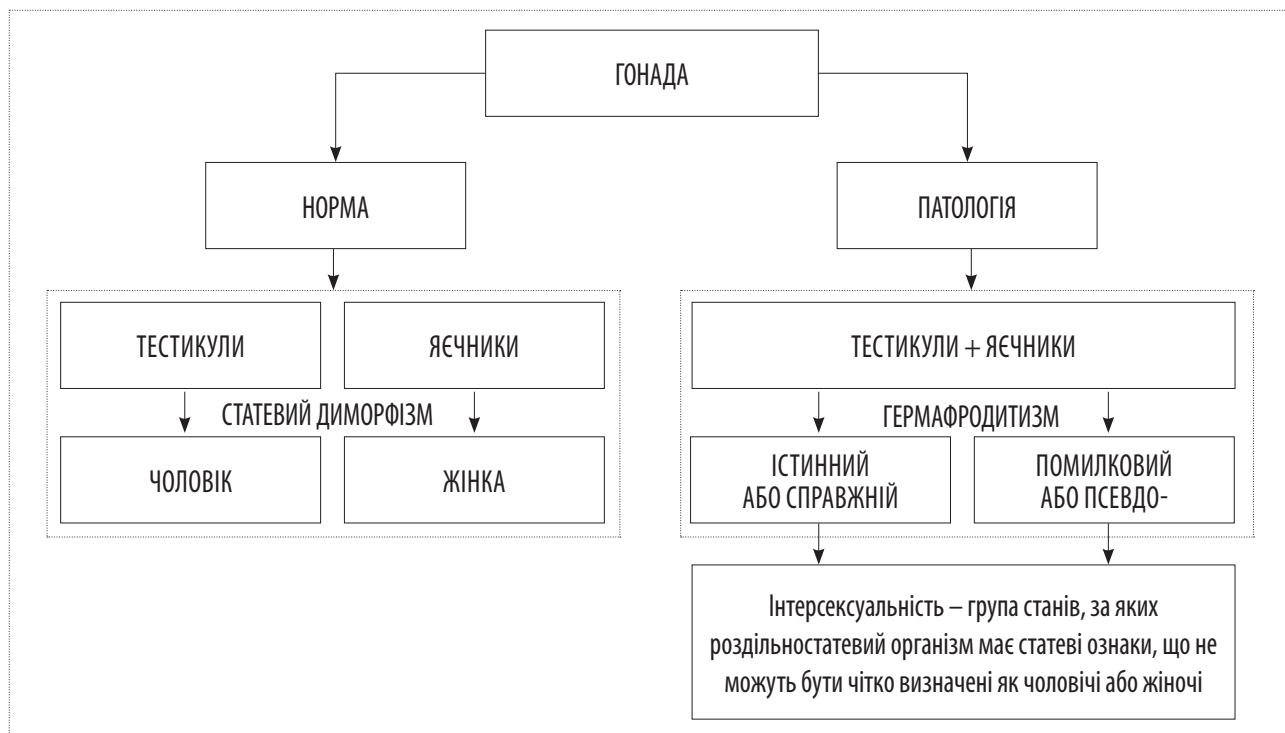 ГОНАДА
НОРМА
ПАТОЛОГІЯ
ТЕСТИКУЛИ
ЯЄЧНИКИ
СТАТЕВИЙ ДИМОРФІЗМ
ЧОЛОВІК
ЖІНКА
ТЕСТИКУЛИ + ЯЄЧНИКИ
ГЕРМАФРОДИТИЗМ
ІСТИННИЙ
АБО СПРАВЖНІЙ
ПОМИЛКОВИЙ
АБО ПСЕВДО-
Інтерсексуальність – група станів, за яких
роздільностатевий організм має статеві ознаки, що не
можуть бути чітко визначені як чоловічі або жіночі